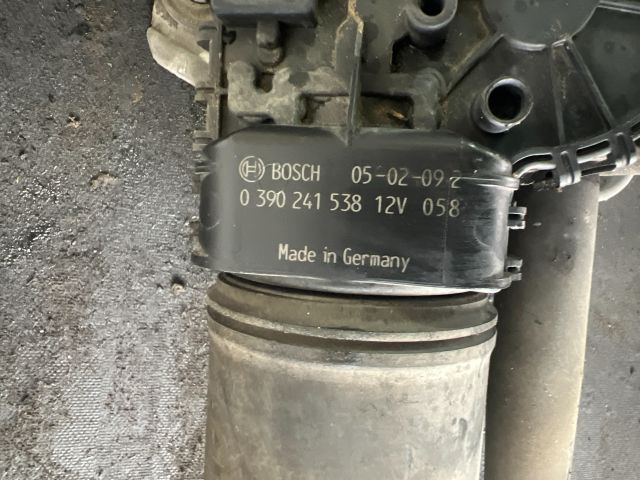 BOSCH 05-02-09 2
0 390 241 538 12V 058
Made in Germany